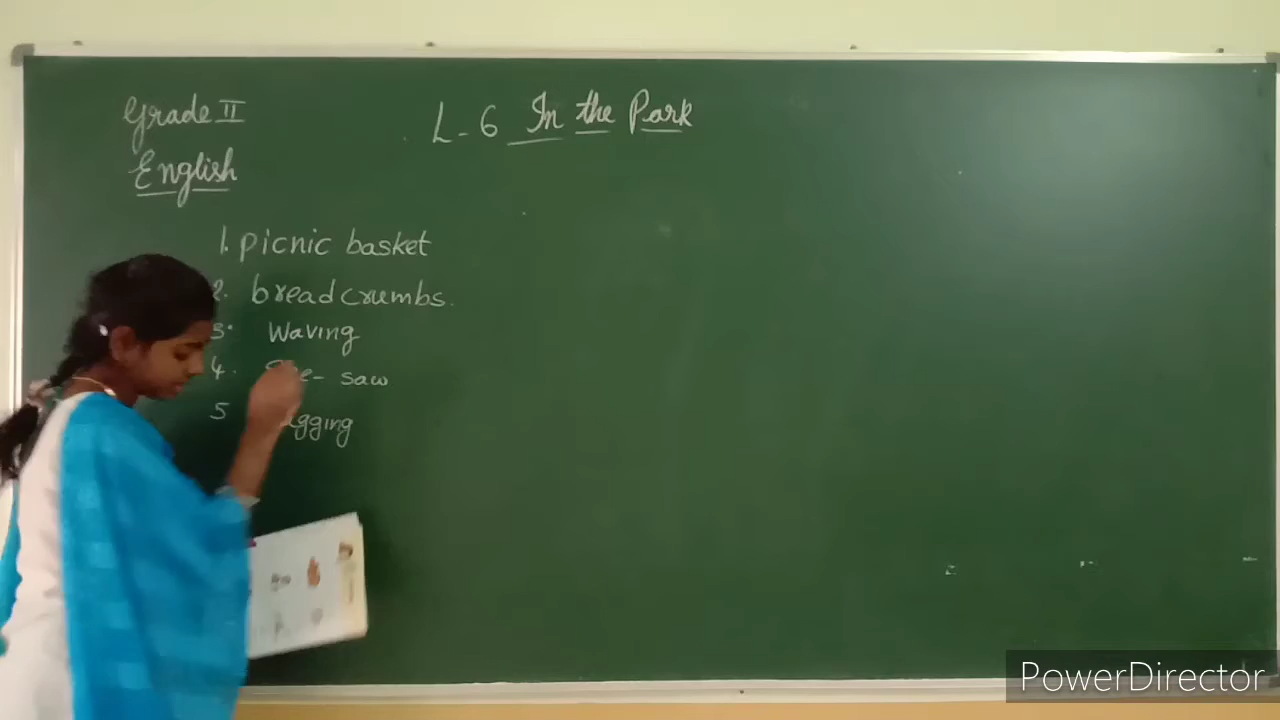 Grade II
English
L-6 In the Park
1. picnic basket
2. bread crumbs.
3. Waving
4. See-saw
5
PowerDirector